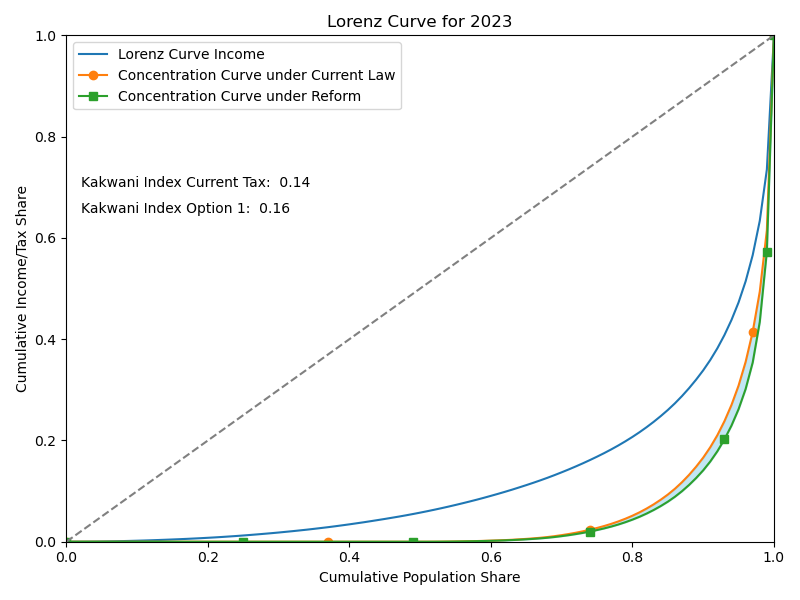 Lorenz Curve for 2023
Lorenz Curve Income
Concentration Curve under Current Law
Concentration Curve under Reform
Kakwani Index Current Tax:  0.14
Kakwani Index Option 1:  0.16
Cumulative Income/Tax Share
1.0
0.8
0.6
0.4
0.2
0.0
0.0 0.2 0.4 0.6 0.8 1.0
Cumulative Population Share